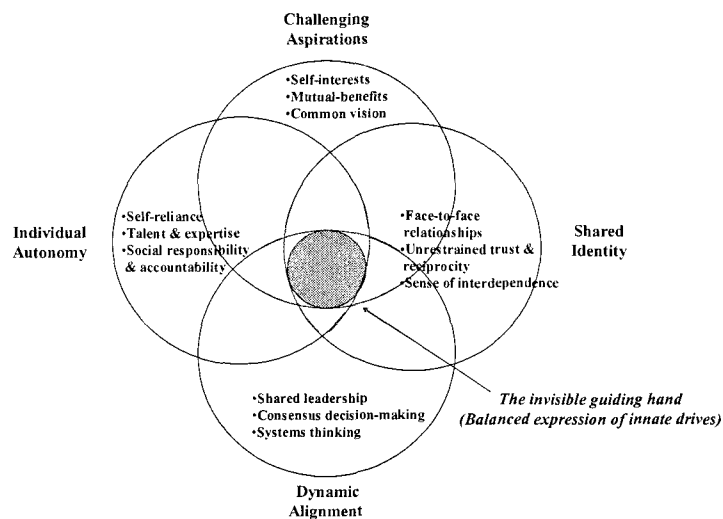 Challenging
Aspirations
•Self-interests
•Mutual-benefits
•Common vision
Individual
Autonomy
•Self-reliance
•Talent & expertise
•Social responsibility
& accountability
•Face-to-face
relationships
•Unrestrained trust &
reciprocity
•Sense of interdependence
Shared
Identity
•Shared leadership
•Consensus decision-making
•Systems thinking
The invisible guiding hand
(Balanced expression of innate drives)
Dynamic
Alignment